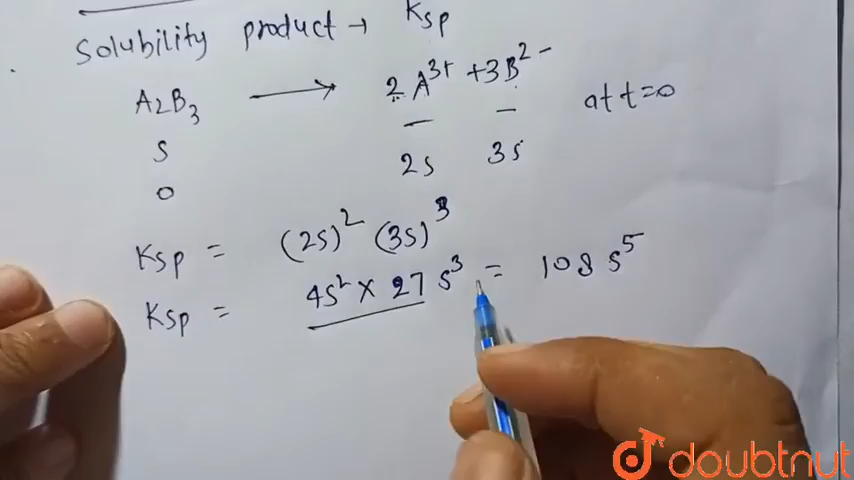 Solubility product → Ksp
A2B3 → 2A³⁺ + 3B²⁻
— — at t=0
S 2s 3s
0
Ksp = (2s)² (3s)³
Ksp = 4s² × 27 s³ = 108 s⁵
doubtnut